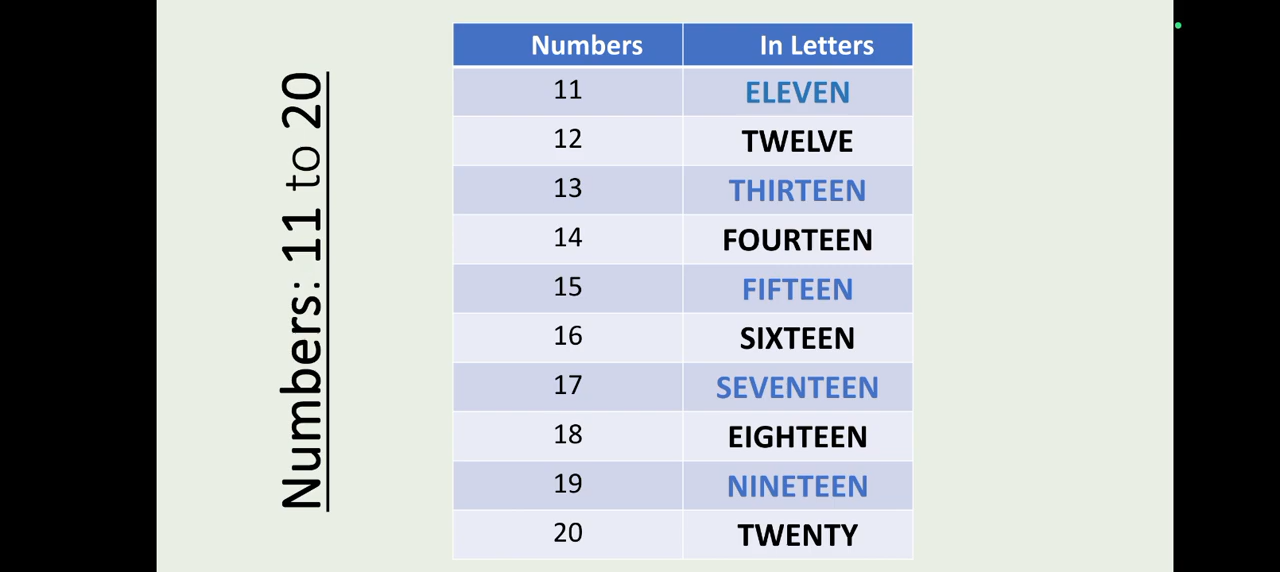 Numbers: 11 to 20
Numbers In Letters
11 ELEVEN
12 TWELVE
13 THIRTEEN
14 FOURTEEN
15 FIFTEEN
16 SIXTEEN
17 SEVENTEEN
18 EIGHTEEN
19 NINETEEN
20 TWENTY